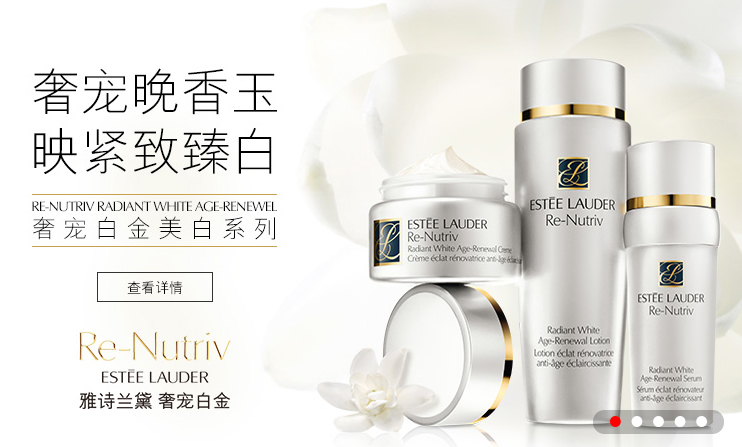 奢宠晚香玉
映紧致臻白
RE-NUTRIV RADIANT WHITE AGE-RENEWEL
奢宠白金美白系列
查看详情
Re-Nutriv
ESTĒE LAUDER
雅诗兰黛 奢宠白金
ESTĒE LAUDER
Re-Nutriv
Radiant White Age-Renewal Creme
Crème éclat rénovatrice anti-âge éclaircissante
ESTĒE LAUDER
Re-Nutriv
Radiant White
Age-Renewal Lotion
Lotion éclat rénovatrice
anti-âge éclaircissante
ESTĒE LAUDER
Re-Nutriv
Radiant White
Age-Renewal Serum
Sérum éclat rénovateur
anti-âge éclaircissant